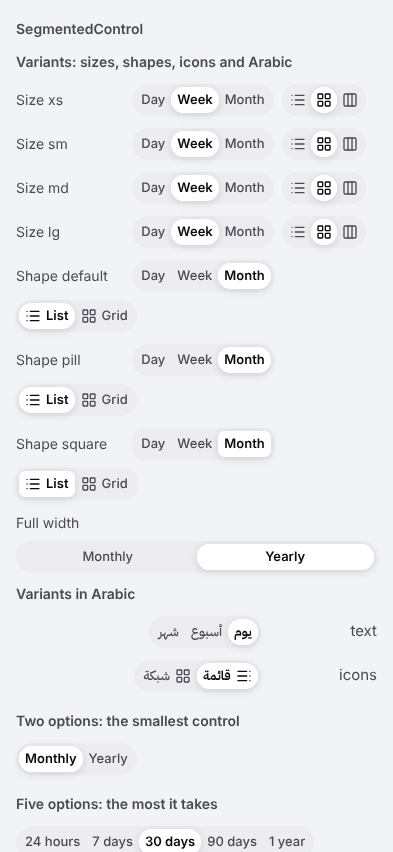 SegmentedControl
Variants: sizes, shapes, icons and Arabic
Size xs Day Week Month
Size sm Day Week Month
Size md Day Week Month
Size lg Day Week Month
Shape default Day Week Month
List Grid
Shape pill Day Week Month
List Grid
Shape square Day Week Month
List Grid
Full width
Monthly Yearly
Variants in Arabic
text يوم أسبوع شهر
icons قائمة شبكة
Two options: the smallest control
Monthly Yearly
Five options: the most it takes
24 hours 7 days 30 days 90 days 1 year